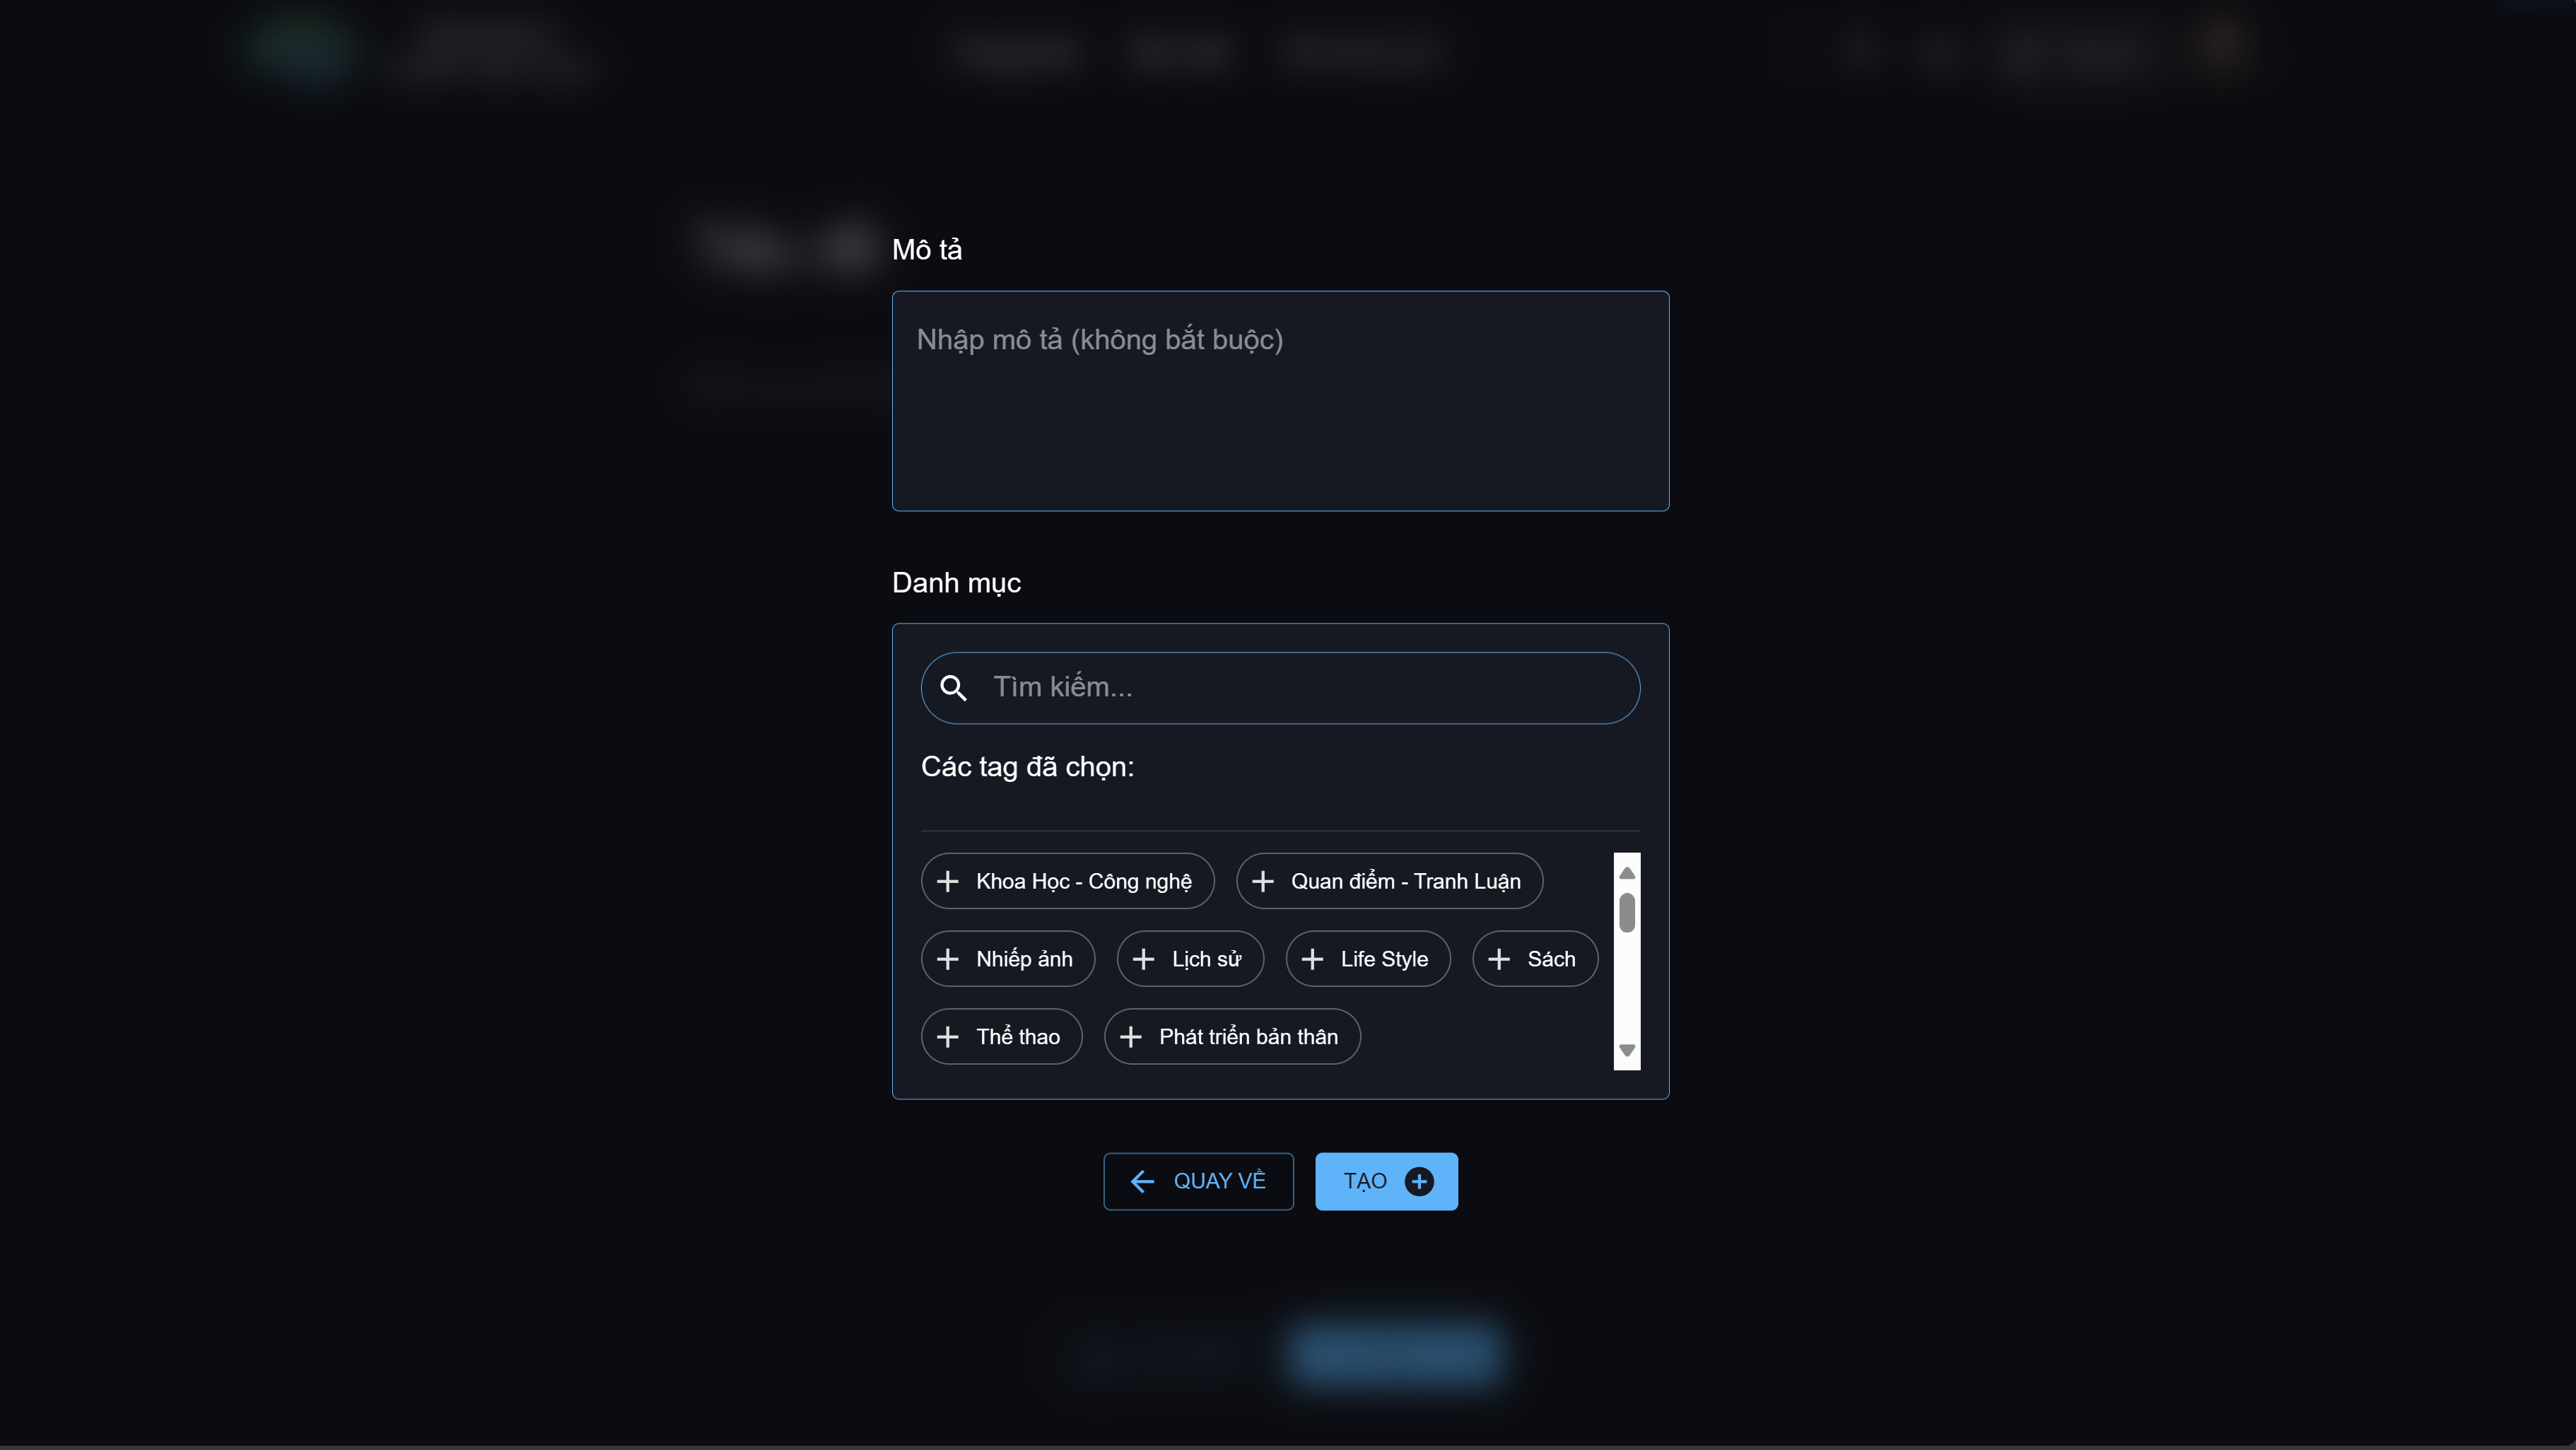 Mô tả
Nhập mô tả (không bắt buộc)
Danh mục
Tìm kiếm...
Các tag đã chọn:
Khoa Học - Công nghệ
Quan điểm - Tranh Luận
Nhiếp ảnh
Lịch sử
Life Style
Sách
Thể thao
Phát triển bản thân
QUAY VỀ
TẠO